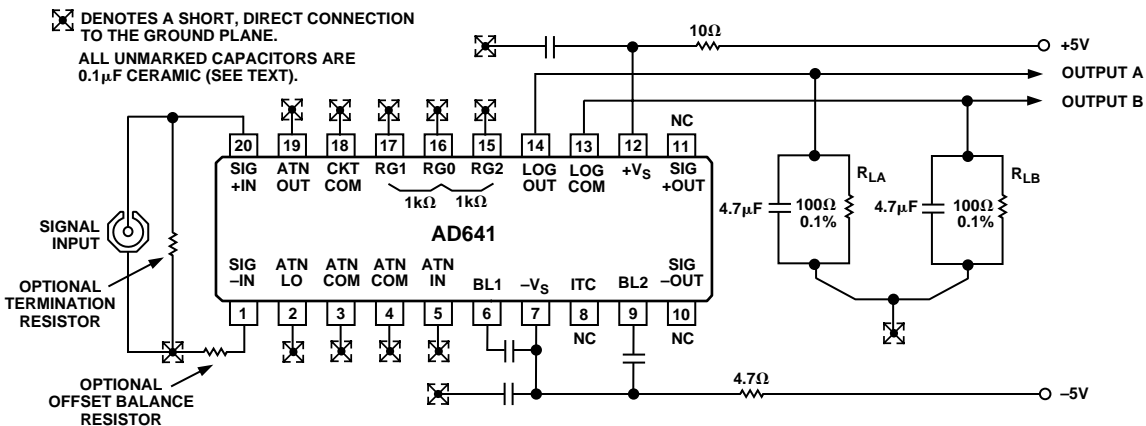 DENOTES A SHORT, DIRECT CONNECTION
TO THE GROUND PLANE.
ALL UNMARKED CAPACITORS ARE
0.1μF CERAMIC (SEE TEXT).
10Ω
+5V
OUTPUT A
OUTPUT B
NC
20 19 18 17 16 15 14 13 12 11
SIG
+IN
ATN
OUT
CKT
COM
RG1
RG0
RG2
LOG
OUT
LOG
COM
+VS
SIG
+OUT
1kΩ 1kΩ
AD641
SIGNAL
INPUT
OPTIONAL
TERMINATION
RESISTOR
SIG
–IN
ATN
LO
ATN
COM
ATN
COM
ATN
IN
BL1
–VS
ITC
BL2
SIG
–OUT
1 2 3 4 5 6 7 8 9 10
NC
NC
OPTIONAL
OFFSET BALANCE
RESISTOR
4.7Ω
–5V
RLA
4.7μF
100Ω
0.1%
RLB
4.7μF
100Ω
0.1%